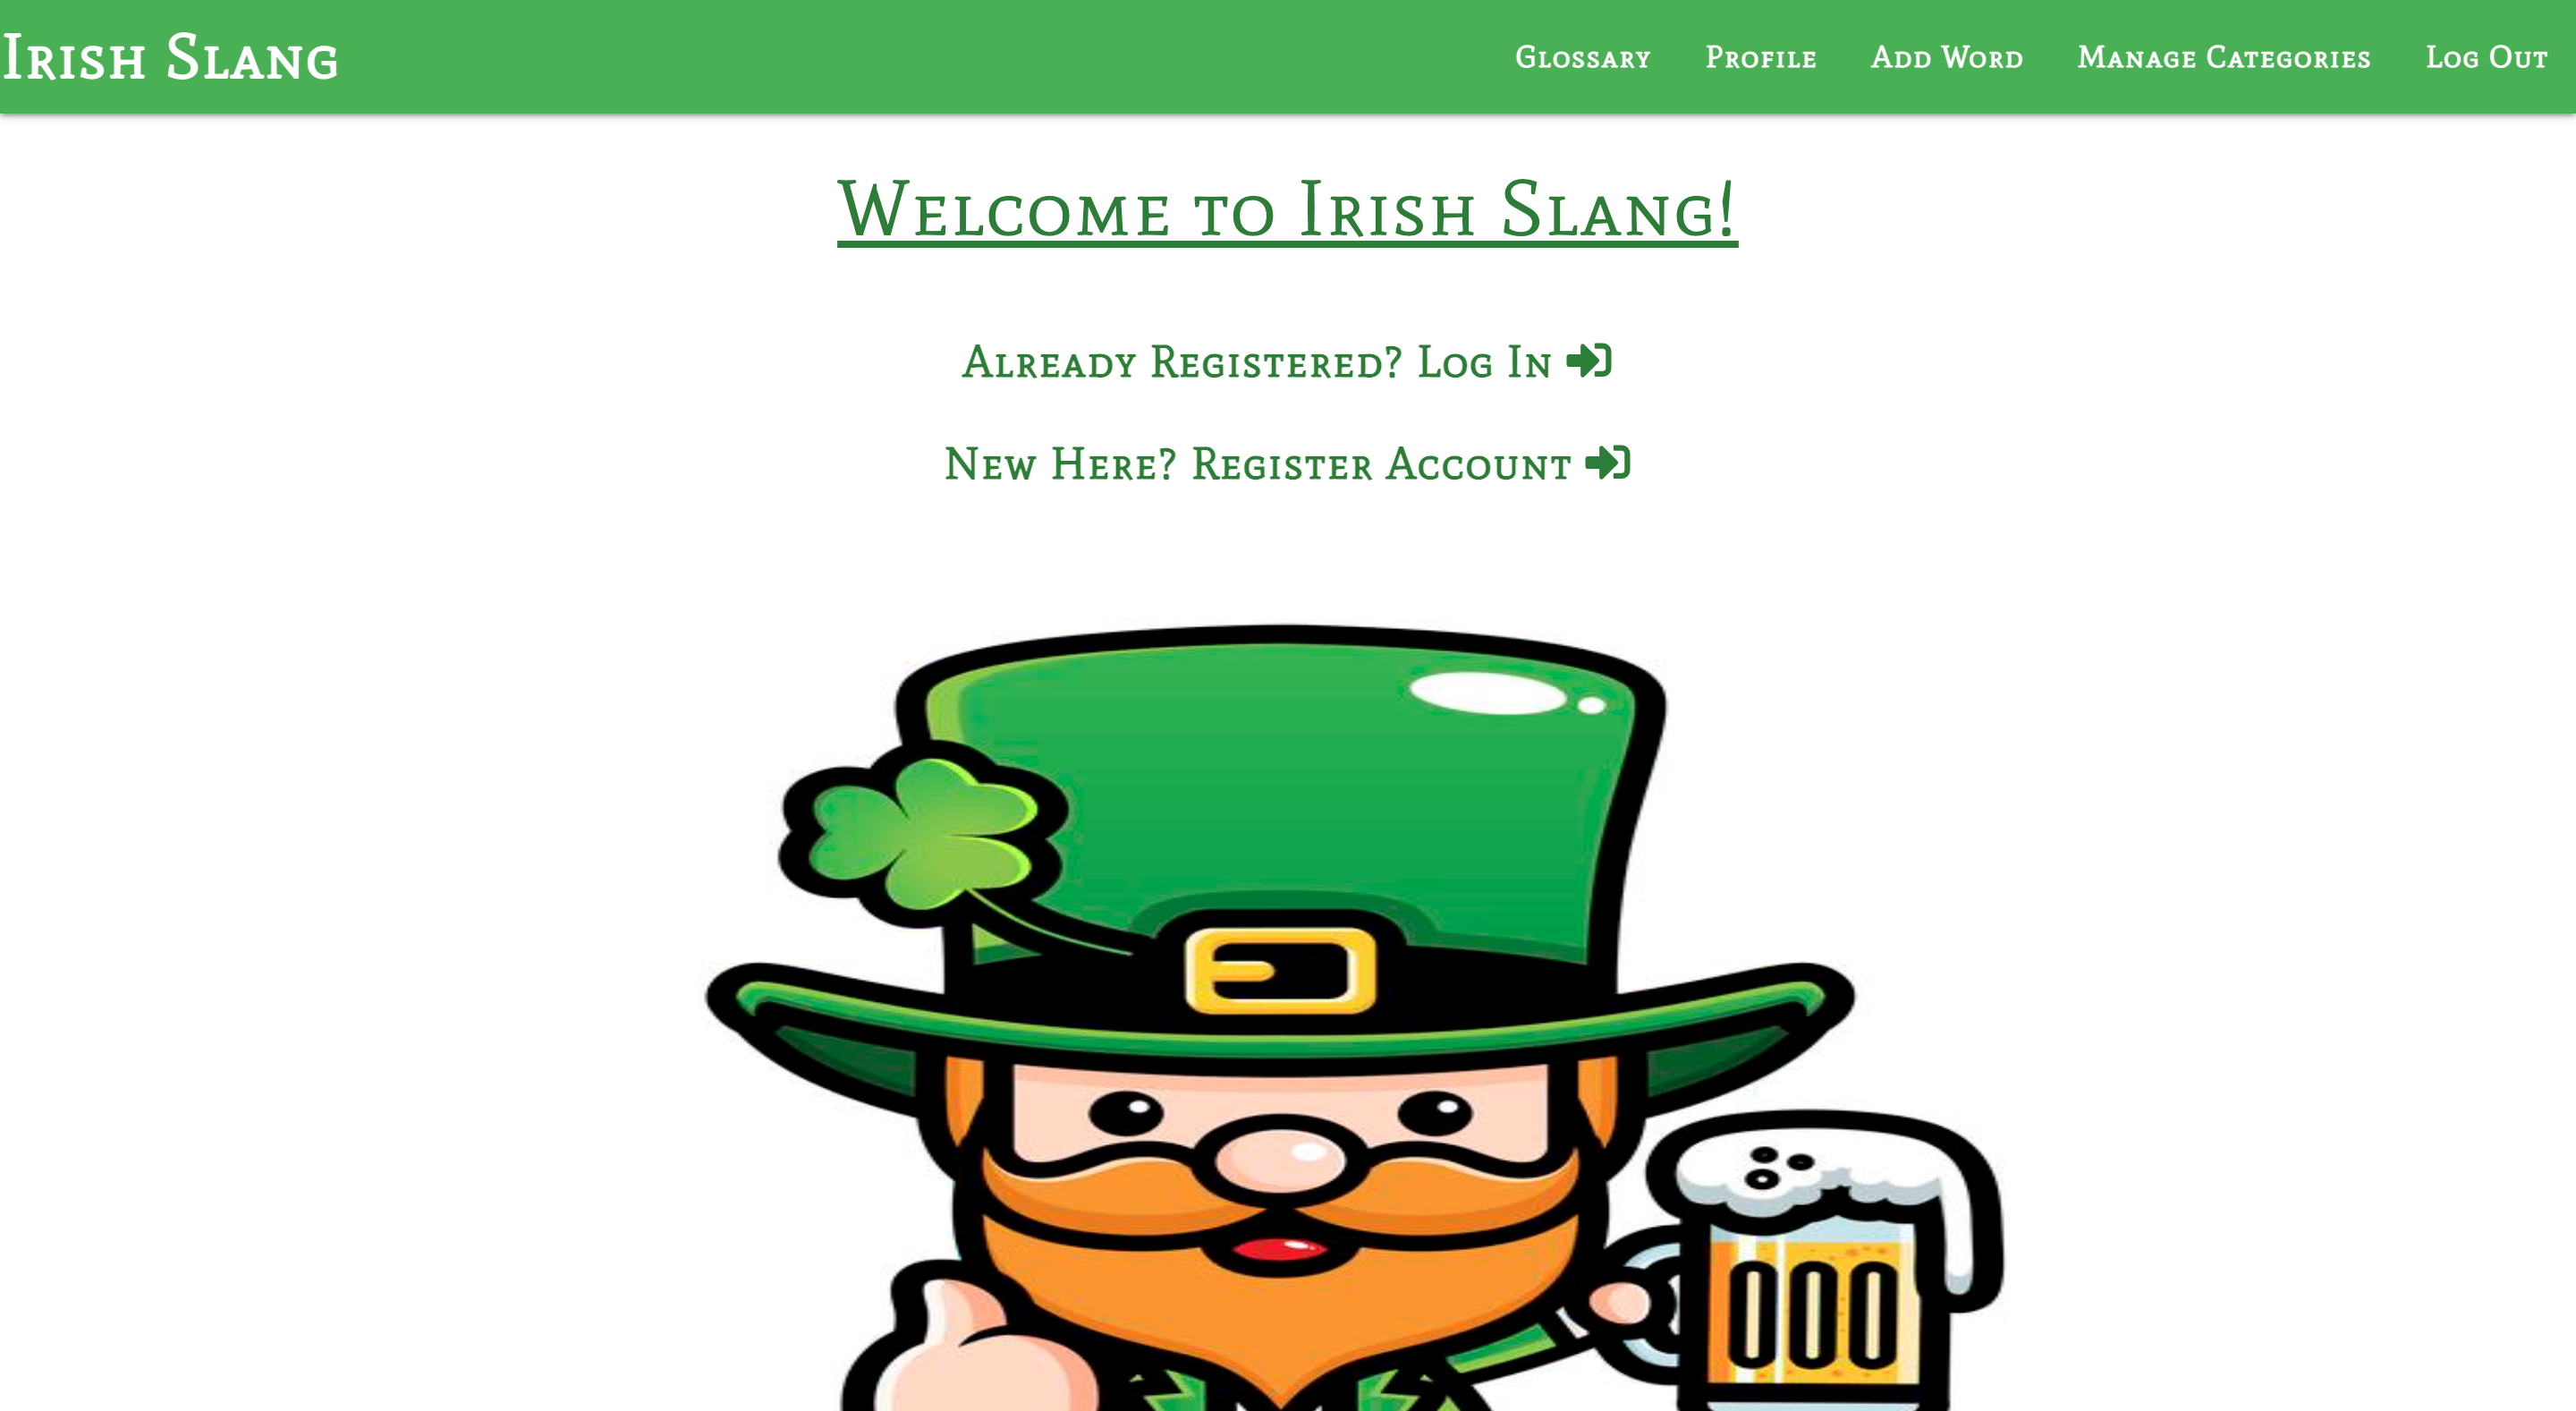 Irish Slang
Glossary Profile Add Word Manage Categories Log Out
Welcome to Irish Slang!
Already Registered? Log In
New Here? Register Account